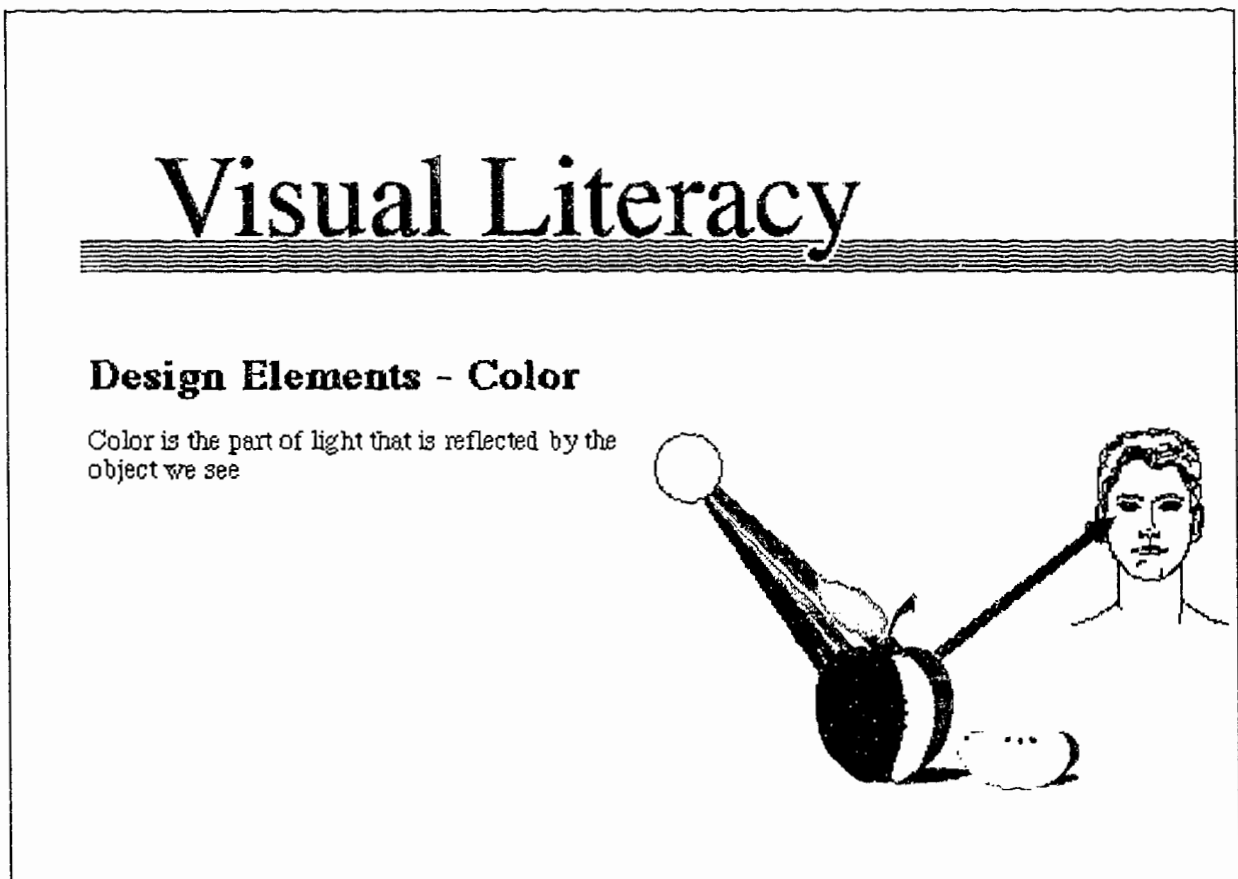 Visual Literacy
Design Elements - Color
Color is the part of light that is reflected by the
object we see